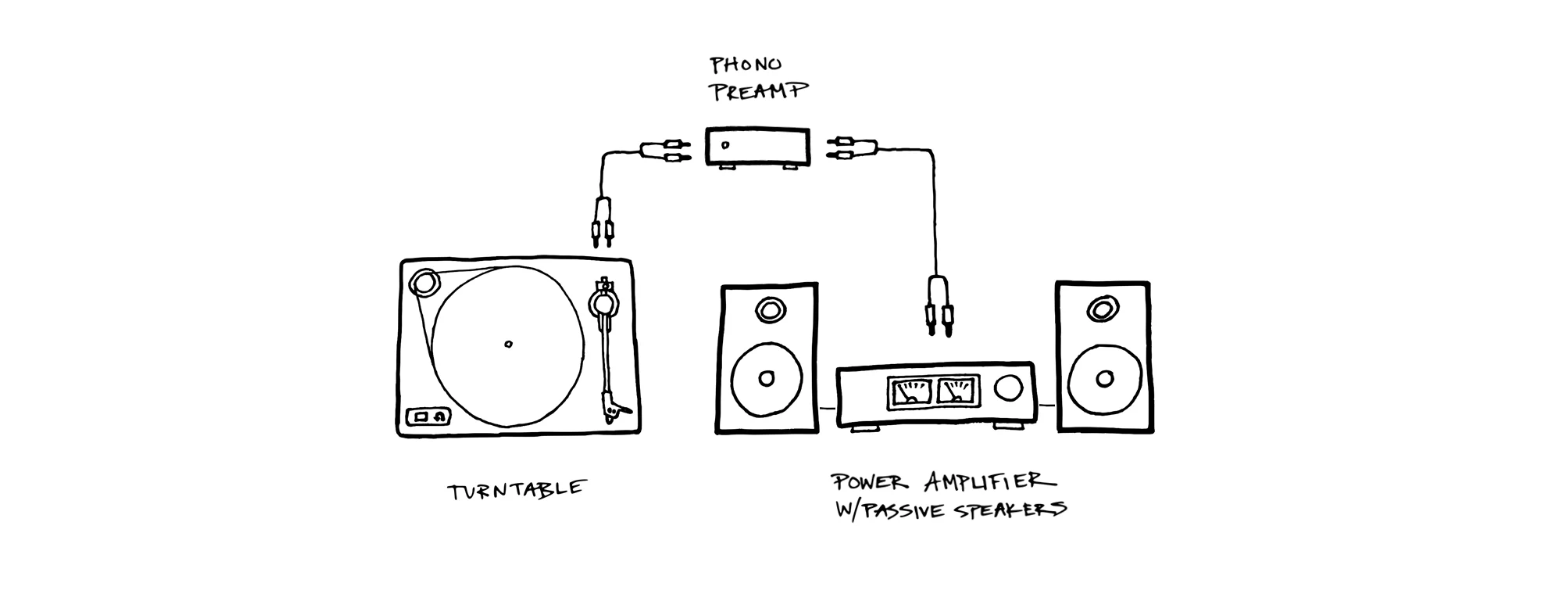 PHONO
PREAMP
TURNTABLE
POWER AMPLIFIER
W/PASSIVE SPEAKERS